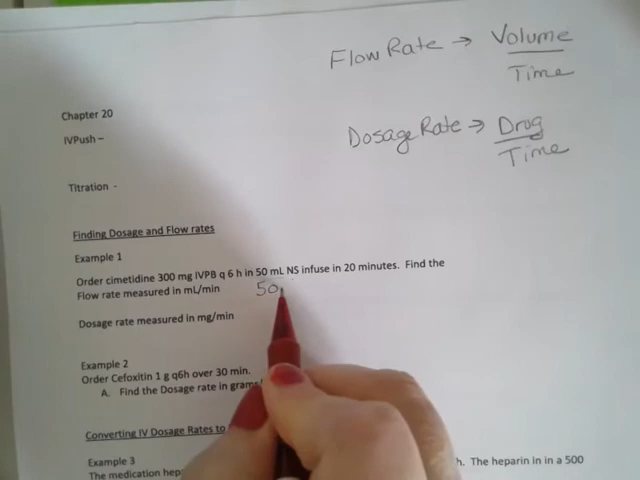 Flow Rate → Volume
Time
Chapter 20
IVPush –
Dosage Rate → Drog
Time
Titration -
Finding Dosage and Flow rates
Example 1
Order cimetidine 300 mg IVPB q 6 h in 50 mL NS infuse in 20 minutes. Find the
Flow rate measured in mL/min 50
Dosage rate measured in mg/min
Example 2
Order Cefoxitin 1 g q6h over 30 min.
A. Find the Dosage rate in gram
Converting IV Dosage Rates to
Example 3
The medication hep h. The heparin in in a 500